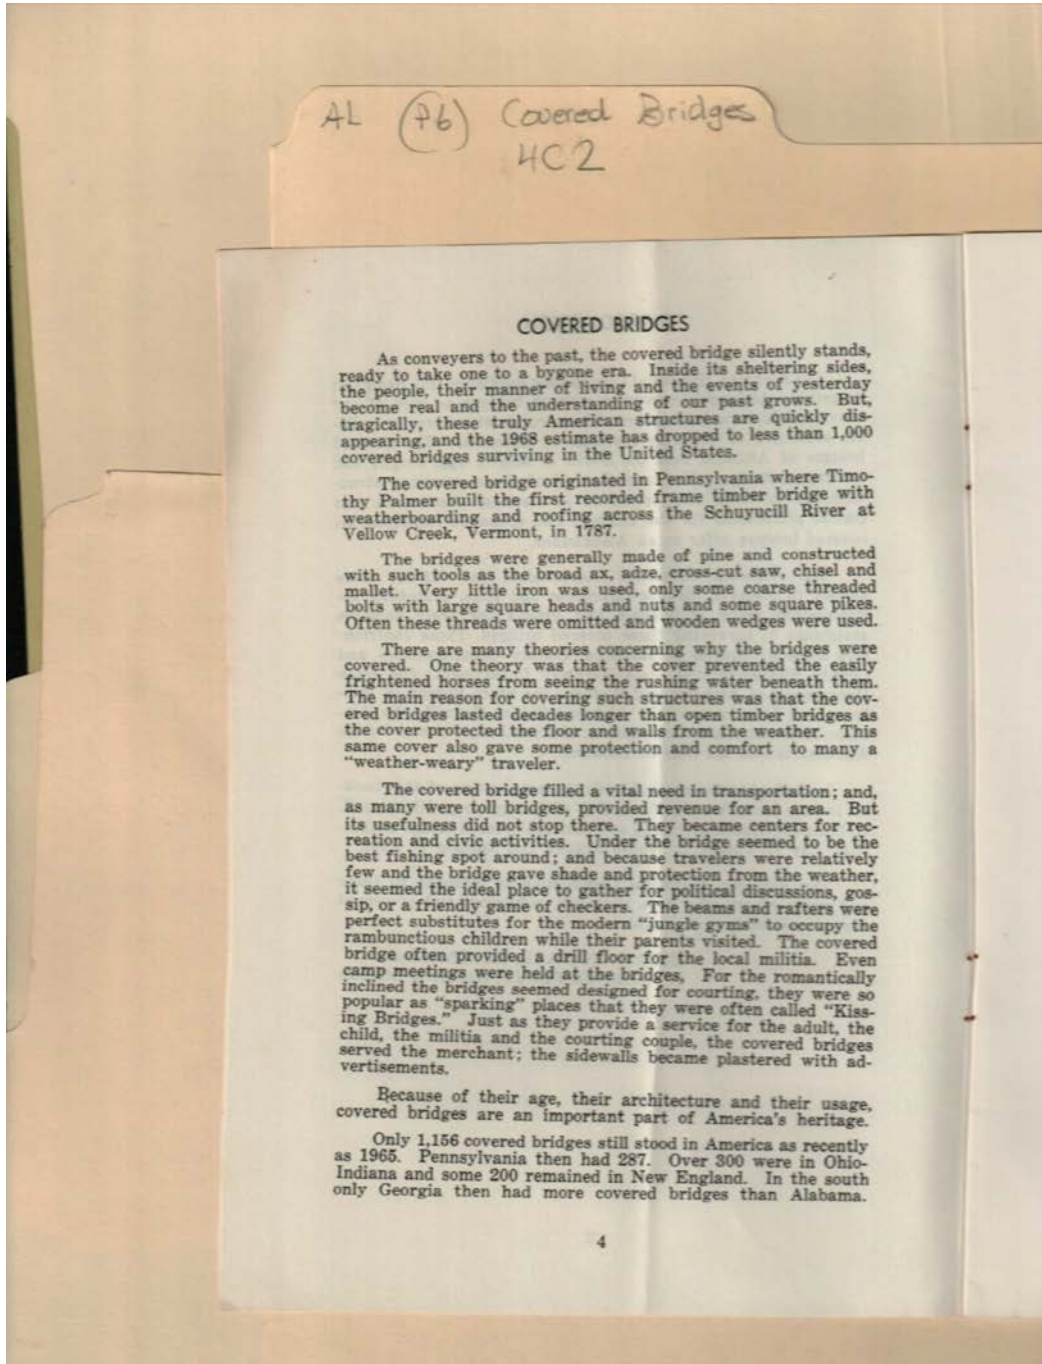 AL (P6) Covered Bridges
4C2
COVERED BRIDGES
As conveyers to the past, the covered bridge silently stands,
ready to take one to a bygone era. Inside its sheltering sides,
the people, their manner of living and the events of yesterday
become real and the understanding of our past grows. But,
tragically, these truly American structures are quickly dis-
appearing, and the 1968 estimate has dropped to less than 1,000
covered bridges surviving in the United States.
The covered bridge originated in Pennsylvania where Timo-
thy Palmer built the first recorded frame timber bridge with
weatherboarding and roofing across the Schuyucill River at
Yellow Creek, Vermont, in 1787.
The bridges were generally made of pine and constructed
with such tools as the broad ax, adze, cross-cut saw, chisel and
mallet. Very little iron was used, only some coarse threaded
bolts with large square heads and nuts and some square pikes.
Often these threads were omitted and wooden wedges were used.
There are many theories concerning why the bridges were
covered. One theory was that the cover prevented the easily
frightened horses from seeing the rushing water beneath them.
The main reason for covering such structures was that the cov-
ered bridges lasted decades longer than open timber bridges as
the cover protected the floor and walls from the weather. This
same cover also gave some protection and comfort to many a
"weather-weary" traveler.
The covered bridge filled a vital need in transportation; and,
as many were toll bridges, provided revenue for an area. But
its usefulness did not stop there. They became centers for rec-
reation and civic activities. Under the bridge seemed to be the
best fishing spot around; and because travelers were relatively
few and the bridge gave shade and protection from the weather,
it seemed the ideal place to gather for political discussions, gos-
sip, or a friendly game of checkers. The beams and rafters were
perfect substitutes for the modern "jungle gyms" to occupy the
rambunctious children while their parents visited. The covered
bridge often provided a drill floor for the local militia. Even
camp meetings were held at the bridges, For the romantically
inclined the bridges seemed designed for courting, they were so
popular as "sparking" places that they were often called "Kiss-
ing Bridges." Just as they provide a service for the adult, the
child, the militia and the courting couple, the covered bridges
served the merchant; the sidewalls became plastered with ad-
vertisements.
Because of their age, their architecture and their usage,
covered bridges are an important part of America's heritage.
Only 1,156 covered bridges still stood in America as recently
as 1965. Pennsylvania then had 287. Over 300 were in Ohio-
Indiana and some 200 remained in New England. In the south
only Georgia then had more covered bridges than Alabama.
4